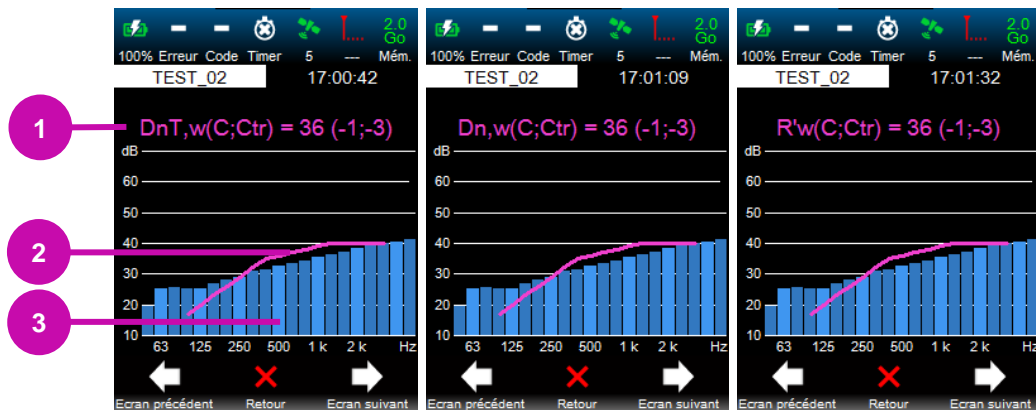 2.0
Go
100% Erreur Code Timer 5 --- Mém.
TEST_02 17:00:42
1
DnT,w(C;Ctr) = 36 (-1;-3)
dB
60
50
40
2
30
20
3
10
63 125 250 500 1 k 2 k Hz
Ecran précédent Retour Ecran suivant
2.0
Go
100% Erreur Code Timer 5 --- Mém.
TEST_02 17:01:09
Dn,w(C;Ctr) = 36 (-1;-3)
dB
60
50
40
30
20
10
63 125 250 500 1 k 2 k Hz
Ecran précédent Retour Ecran suivant
2.0
Go
100% Erreur Code Timer 5 --- Mém.
TEST_02 17:01:32
R'w(C;Ctr) = 36 (-1;-3)
dB
60
50
40
30
20
10
63 125 250 500 1 k 2 k Hz
Ecran précédent Retour Ecran suivant